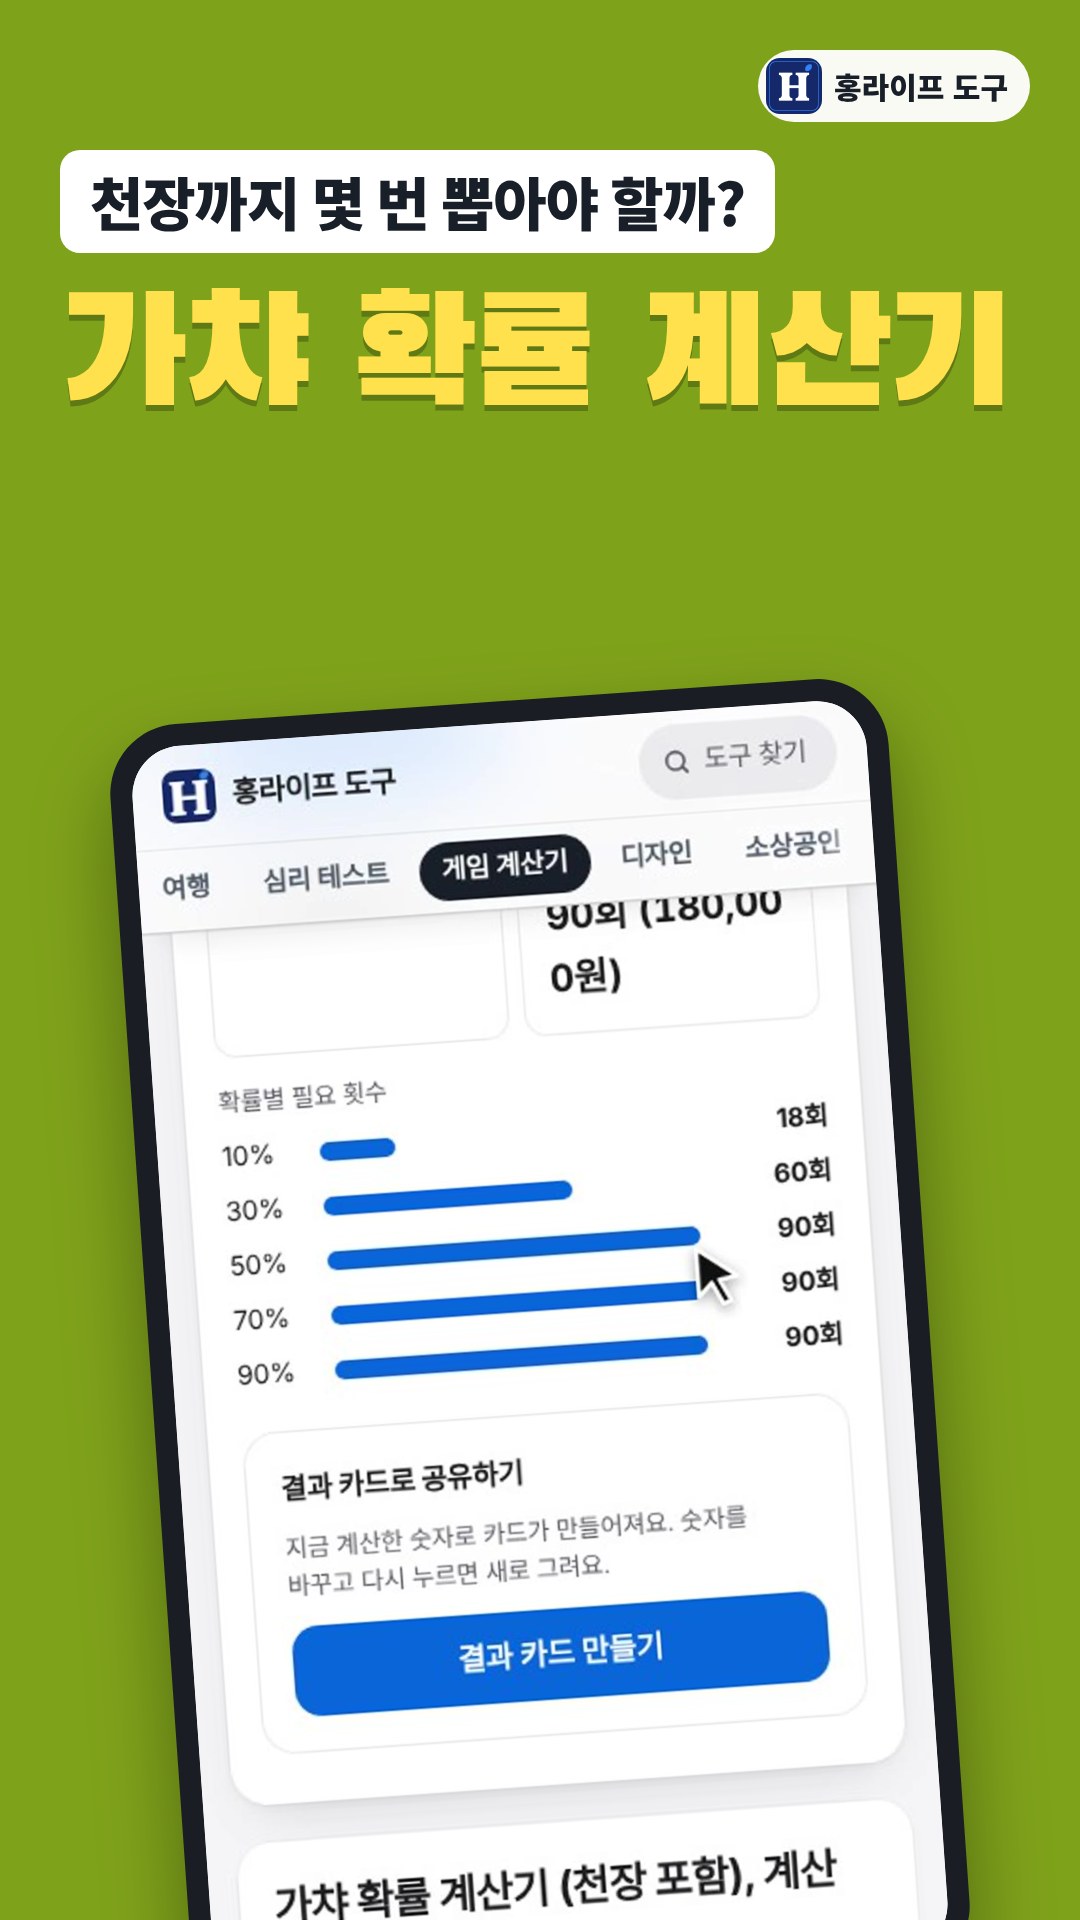 홍라이프 도구
천장까지 몇 번 뽑아야 할까?
가챠 확률 계산기
홍라이프 도구
도구 찾기
여행 심리 테스트 게임 계산기 디자인 소상공인
90회 (180,00
0원)
확률별 필요 횟수
10% 18회
30% 60회
50% 90회
70% 90회
90% 90회
결과 카드로 공유하기
지금 계산한 숫자로 카드가 만들어져요. 숫자를
바꾸고 다시 누르면 새로 그려요.
결과 카드 만들기
가챠 확률 계산기 (천장 포함), 계산